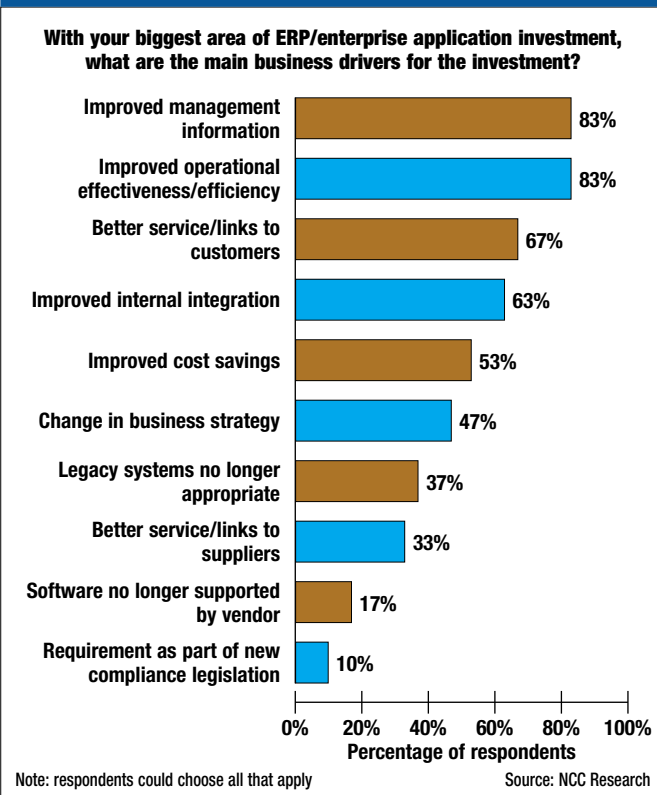 With your biggest area of ERP/enterprise application investment,
what are the main business drivers for the investment?
Improved management
information
83%
Improved operational
effectiveness/efficiency
83%
Better service/links to
customers
67%
Improved internal integration
63%
Improved cost savings
53%
Change in business strategy
47%
Legacy systems no longer
appropriate
37%
Better service/links to
suppliers
33%
Software no longer supported
by vendor
17%
Requirement as part of new
compliance legislation
10%
0% 20% 40% 60% 80% 100%
Percentage of respondents
Note: respondents could choose all that apply
Source: NCC Research